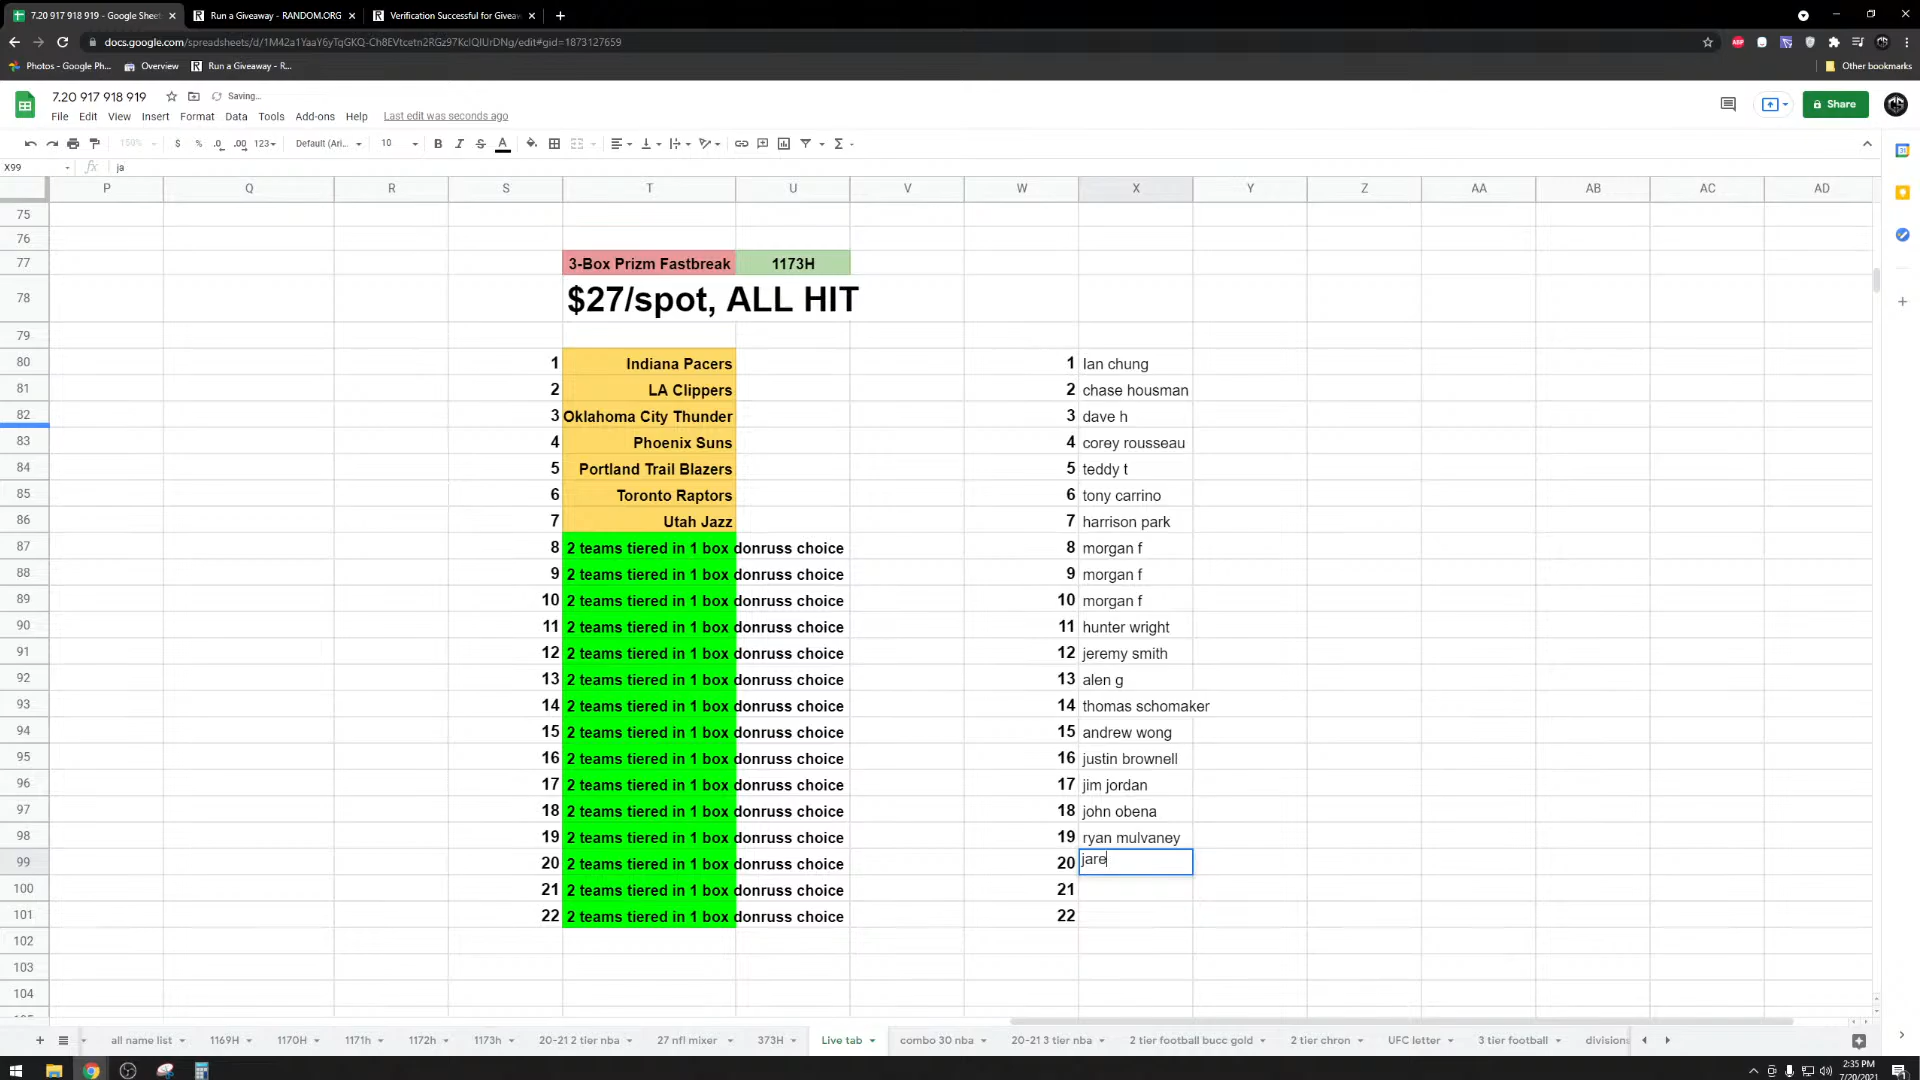 7.20 917 918 919 - Google Sheets
Run a Giveaway - RANDOM.ORG
Verification Successful for Giveaw
docs.google.com/spreadsheets/d/
Photos - Google Ph...
Overview
Run a Giveaway - R...
Other bookmarks
7.20 917 918 919
Saving...
Share
File Edit View Insert Format Data Tools Add-ons Help
Last edit was seconds ago
150% $ % .0 .00 123 Default (Ari... 10 B I S A Σ
X99 fx ja
P Q R S T U V W X Y Z AA AB AC AD
75
76
77 3-Box Prizm Fastbreak 1173H
78 $27/spot, ALL HIT
79
80 1 Indiana Pacers 1 Ian chung
81 2 LA Clippers 2 chase housman
82 3 Oklahoma City Thunder 3 dave h
83 4 Phoenix Suns 4 corey rousseau
84 5 Portland Trail Blazers 5 teddy t
85 6 Toronto Raptors 6 tony carrino
86 7 Utah Jazz 7 harrison park
87 8 2 teams tiered in 1 box donruss choice 8 morgan f
88 9 2 teams tiered in 1 box donruss choice 9 morgan f
89 10 2 teams tiered in 1 box donruss choice 10 morgan f
90 11 2 teams tiered in 1 box donruss choice 11 hunter wright
91 12 2 teams tiered in 1 box donruss choice 12 jeremy smith
92 13 2 teams tiered in 1 box donruss choice 13 alen g
93 14 2 teams tiered in 1 box donruss choice 14 thomas schomaker
94 15 2 teams tiered in 1 box donruss choice 15 andrew wong
95 16 2 teams tiered in 1 box donruss choice 16 justin brownell
96 17 2 teams tiered in 1 box donruss choice 17 jim jordan
97 18 2 teams tiered in 1 box donruss choice 18 john obena
98 19 2 teams tiered in 1 box donruss choice 19 ryan mulvaney
99 20 2 teams tiered in 1 box donruss choice 20 jare
100 21 2 teams tiered in 1 box donruss choice 21
101 22 2 teams tiered in 1 box donruss choice 22
102
103
104
all name list 1169H 1170H 1171h 1172h 1173h 20-21 2 tier nba 27 nfl mixer 373H Live tab combo 30 nba 20-21 3 tier nba 2 tier football bucc gold 2 tier chron UFC letter 3 tier football divisions
2:35 PM
7/20/2021